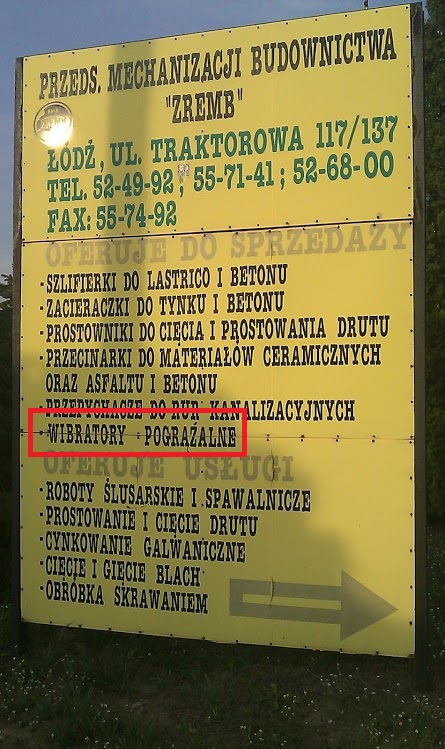 PRZEDS. MECHANIZACJI BUDOWNICTWA
"ZREMB"
ZREMB
ŁÓDŹ, UL. TRAKTOROWA 117/137
TEL. 52-49-92; 55-71-41; 52-68-00
FAX: 55-74-92
OFERUJE DO SPRZEDAŻY
-SZLIFIERKI DO LASTRICO I BETONU
-ZACIERACZKI DO TYNKU I BETONU
-PROSTOWNIKI DO CIĘCIA I PROSTOWANIA DRUTU
-PRZECINARKI DO MATERIAŁÓW CERAMICZNYCH
ORAZ ASFALTU I BETONU
-PRZEPYCHACZE DO RUR KANALIZACYJNYCH
-WIBRATORY POGRĄŻALNE
OFERUJE USŁUGI
-ROBOTY ŚLUSARSKIE I SPAWALNICZE
-PROSTOWANIE I CIĘCIE DRUTU
-CYNKOWANIE GALWANICZNE
-CIĘCIE I GIĘCIE BLACH
-OBRÓBKA SKRAWANIEM